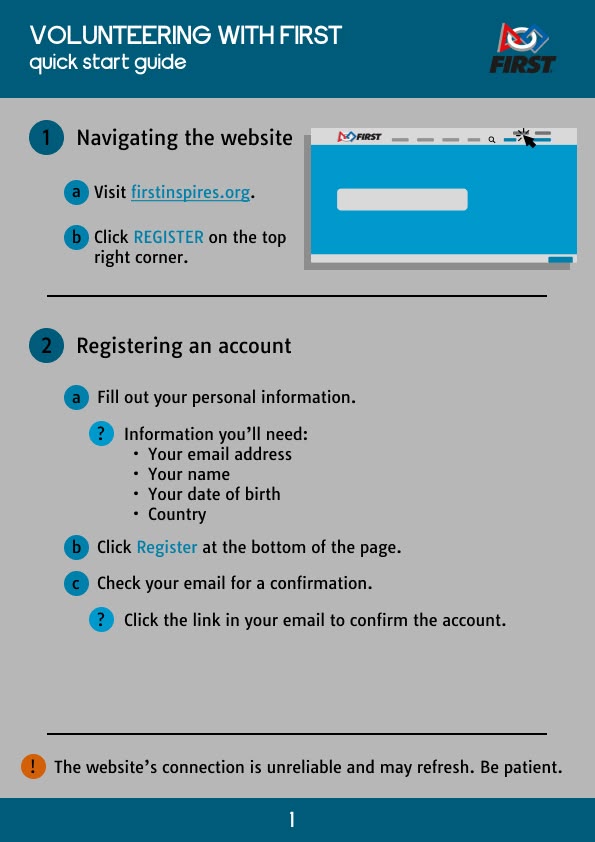 VOLUNTEERING WITH FIRST
quick start guide
FIRST
1 Navigating the website
FIRST
a Visit firstinspires.org.
b Click REGISTER on the top
right corner.
2 Registering an account
a Fill out your personal information.
? Information you'll need:
• Your email address
• Your name
• Your date of birth
• Country
b Click Register at the bottom of the page.
c Check your email for a confirmation.
? Click the link in your email to confirm the account.
! The website's connection is unreliable and may refresh. Be patient.
1